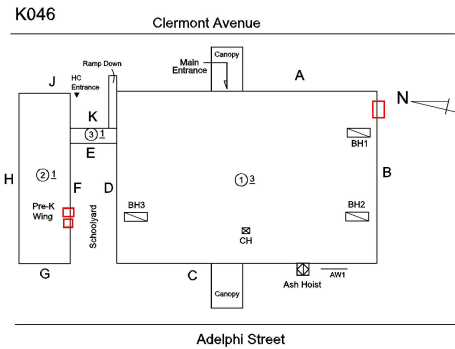 K046
Clermont Avenue
Canopy
Ramp Down
Main
Entrance
HC
Entrance
J
A
N
K
3 1
E
BH1
H
2 1
F
D
1 3
B
Pre-K
Wing
Schoolyard
BH3
BH2
CH
G
C
Canopy
Ash Hoist
AW1
Adelphi Street